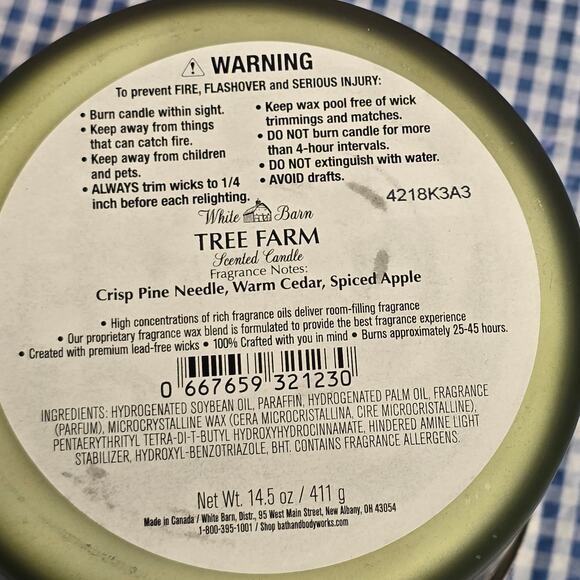 ⚠ WARNING
To prevent FIRE, FLASHOVER and SERIOUS INJURY:
• Burn candle within sight.
• Keep away from things
that can catch fire.
• Keep away from children
and pets.
• ALWAYS trim wicks to 1/4
inch before each relighting.
• Keep wax pool free of wick
trimmings and matches.
• DO NOT burn candle for more
than 4-hour intervals.
• DO NOT extinguish with water.
• AVOID drafts.
4218K3A3
White Barn
TREE FARM
Scented Candle
Fragrance Notes:
Crisp Pine Needle, Warm Cedar, Spiced Apple
• High concentrations of rich fragrance oils deliver room-filling fragrance
• Our proprietary fragrance wax blend is formulated to provide the best fragrance experience
• Created with premium lead-free wicks • 100% Crafted with you in mind • Burns approximately 25-45 hours.
0 667659 321230
INGREDIENTS: HYDROGENATED SOYBEAN OIL, PARAFFIN, HYDROGENATED PALM OIL, FRAGRANCE
(PARFUM), MICROCRYSTALLINE WAX (CERA MICROCRISTALLINA, CIRE MICROCRISTALLINE),
PENTAERYTHRITYL TETRA-DI-T-BUTYL HYDROXYHYDROCINNAMATE, HINDERED AMINE LIGHT
STABILIZER, HYDROXYL-BENZOTRIAZOLE, BHT. CONTAINS FRAGRANCE ALLERGENS.
Net Wt. 14.5 oz / 411 g
Made in Canada / White Barn, Distr., 95 West Main Street, New Albany, OH 43054
1-800-395-1001 / Shop bathandbodyworks.com